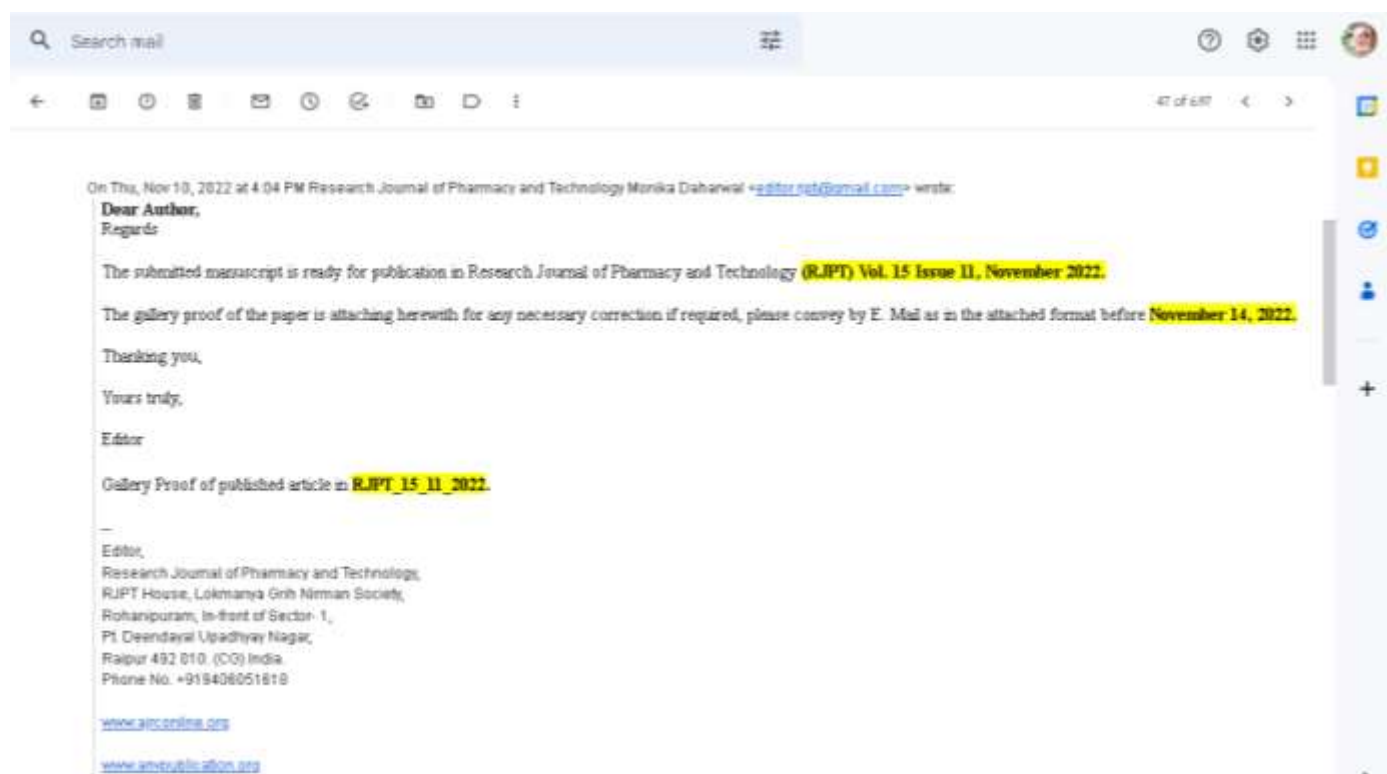 Search mail
47 of 697
On Thu, Nov 10, 2022 at 4:04 PM Research Journal of Pharmacy and Technology Monika Daharwal <editor.rjpt@gmail.com> wrote:
Dear Author,
Regards
The submitted manuscript is ready for publication in Research Journal of Pharmacy and Technology (RJPT) Vol. 15 Issue 11, November 2022.
The gallery proof of the paper is attaching herewith for any necessary correction if required, please convey by E. Mail as in the attached format before November 14, 2022.
Thanking you,
Yours truly,
Editor
Gallery Proof of published article in RJPT_15_11_2022.
--
Editor,
Research Journal of Pharmacy and Technology,
RJPT House, Lokmanya Grih Nirman Society,
Rohanipuram, In-front of Sector- 1,
Pt. Deendayal Upadhyay Nagar,
Raipur 492 010. (CG) India.
Phone No. +919406051618
www.anvpublication.org